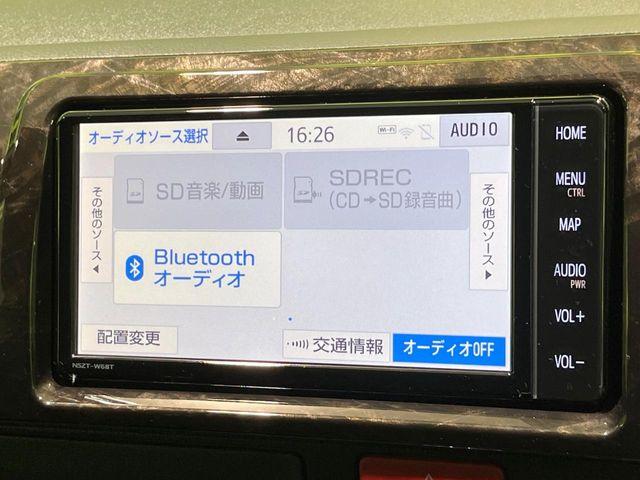 オーディオソース選択
16:26
Wi-Fi
AUDIO
その他のソース
SD音楽/動画
SDREC
(CD→SD録音曲)
その他のソース
Bluetooth
オーディオ
配置変更
交通情報
オーディオOFF
NSZT-W68T
HOME
MENU
CTRL
MAP
AUDIO
PWR
VOL+
VOL−